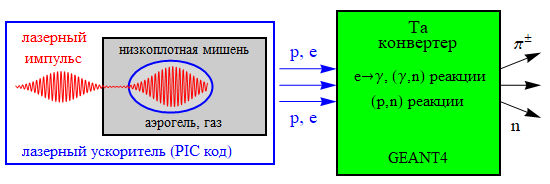 лазерный
импульс
низкоплотная мишень
аэрогель, газ
лазерный ускоритель (PIC код)
p, e
p, e
Ta
конвертер
e→γ, (γ,n) реакции
(p,n) реакции
GEANT4
π±
n